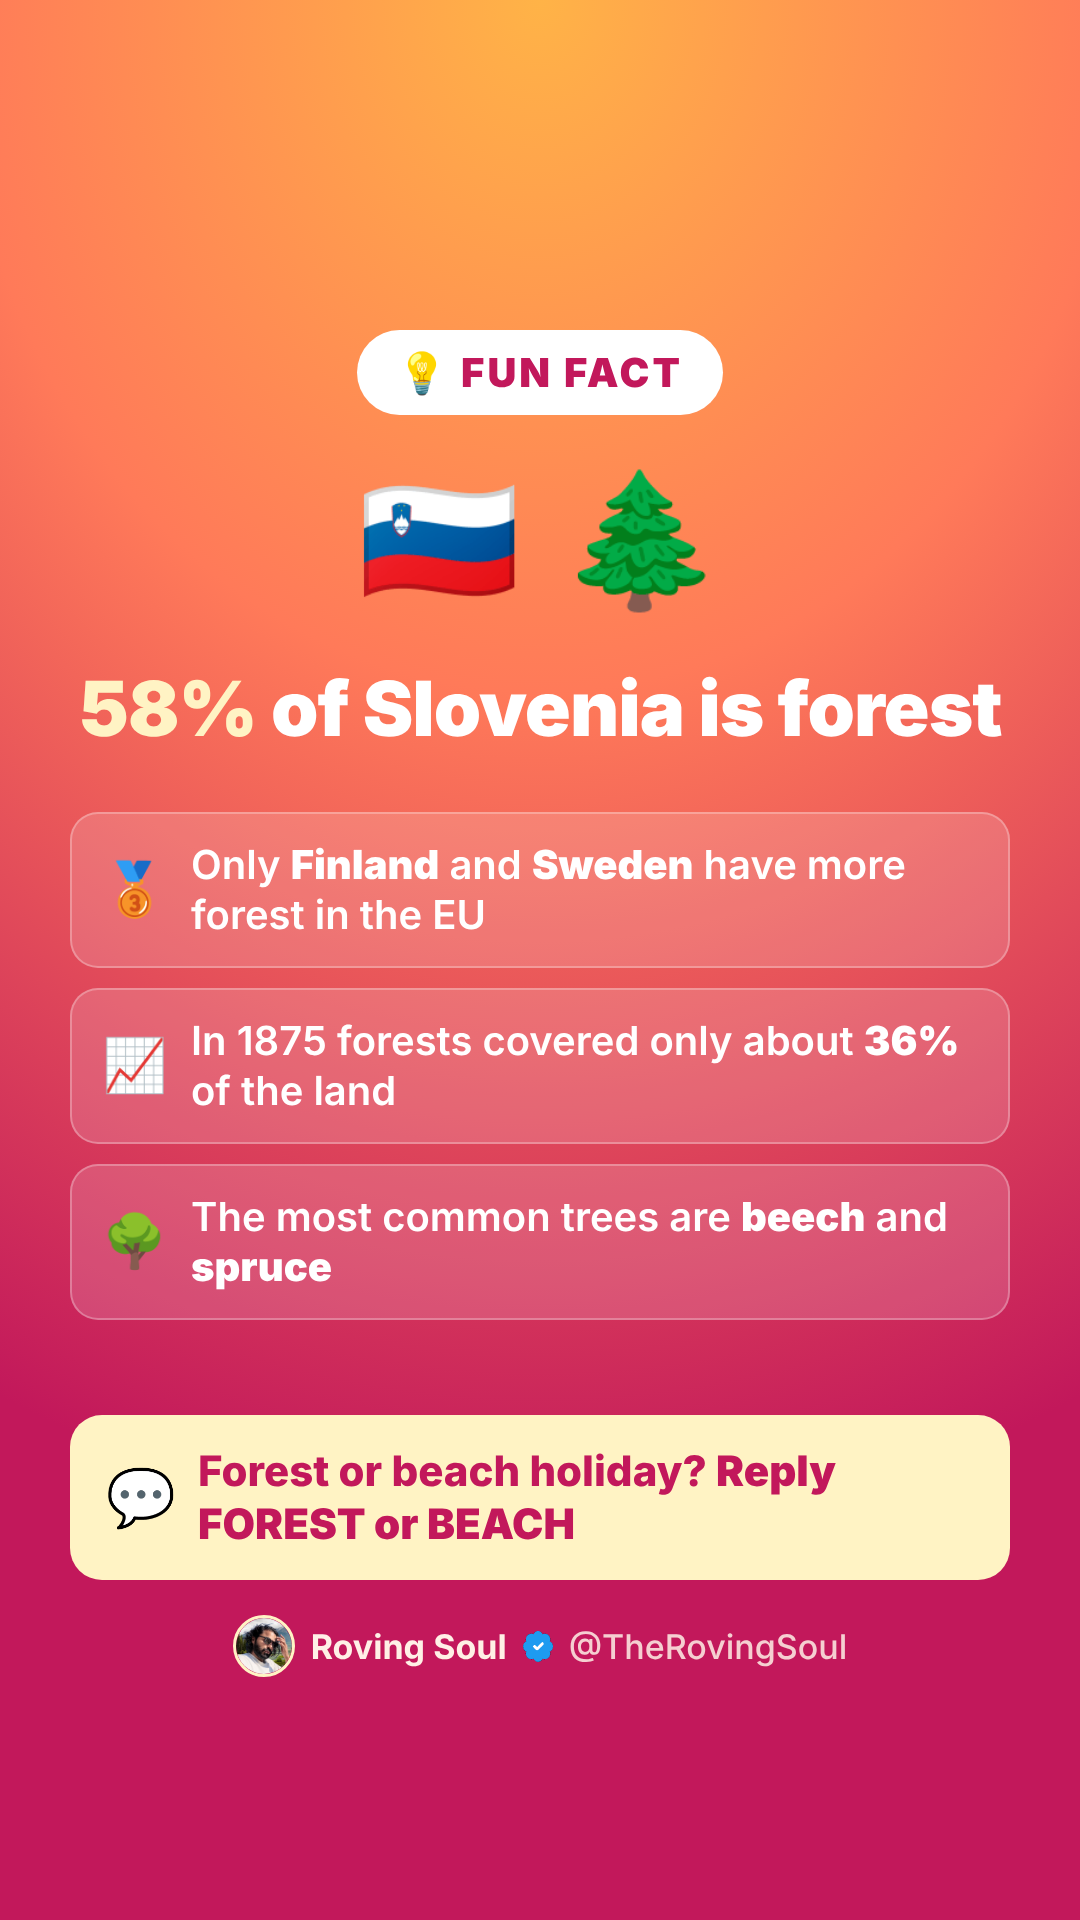 FUN FACT
58% of Slovenia is forest
Only Finland and Sweden have more
forest in the EU
In 1875 forests covered only about 36%
of the land
The most common trees are beech and
spruce
Forest or beach holiday? Reply
FOREST or BEACH
Roving Soul @TheRovingSoul